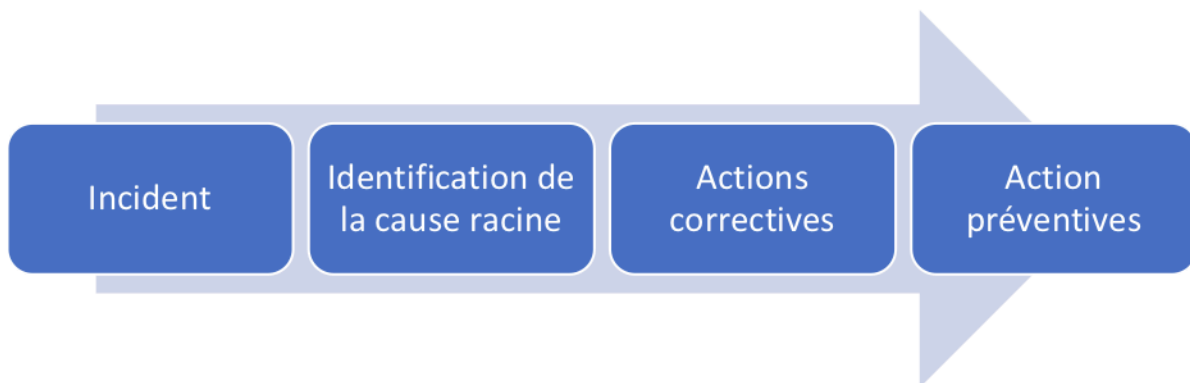 Incident
Identification de
la cause racine
Actions
correctives
Action
préventives